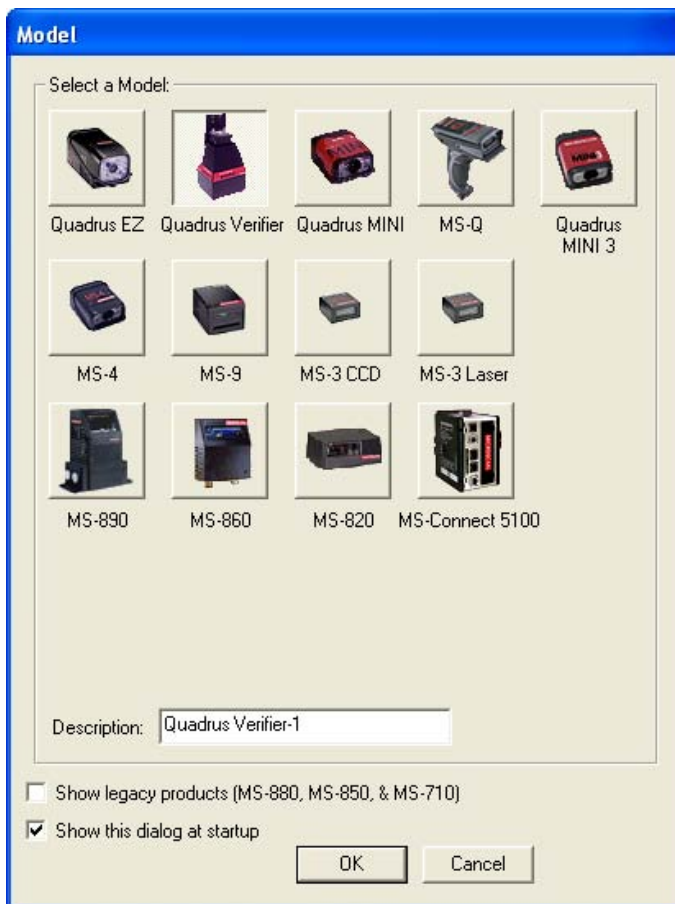 Model
Select a Model:
Quadrus EZ
Quadrus Verifier
Quadrus MINI
MS-Q
Quadrus
MINI 3
MS-4
MS-9
MS-3 CCD
MS-3 Laser
MS-890
MS-860
MS-820
MS-Connect 5100
Description: Quadrus Verifier-1
Show legacy products (MS-880, MS-850, & MS-710)
Show this dialog at startup
OK Cancel